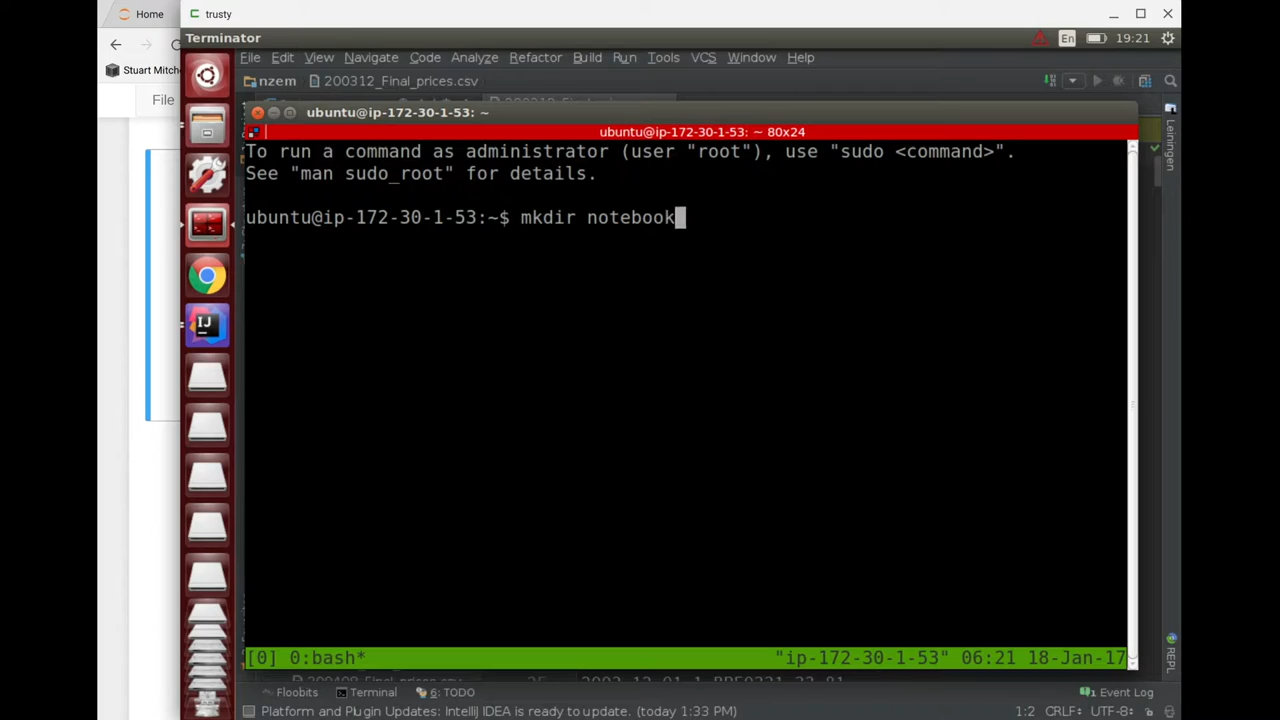 Home
trusty
Terminator
En
19:21
File Edit View Navigate Code Analyze Refactor Build Run Tools VCS Window Help
Stuart Mitch
nzem
200312_Final_prices.csv
File
ubuntu@ip-172-30-1-53: ~
ubuntu@ip-172-30-1-53: ~ 80x24
Leiningen
To run a command as administrator (user "root"), use "sudo <command>".
See "man sudo_root" for details.
ubuntu@ip-172-30-1-53:~$ mkdir notebook
IJ
REPL
[0] 0:bash*
"ip-172-30-1-53" 06:21 18-Jan-17
Floobits
Terminal
6: TODO
1 Event Log
Platform and Plugin Updates: IntelliJ IDEA is ready to update. (today 1:33 PM)
1:2 CRLF÷ UTF-8÷